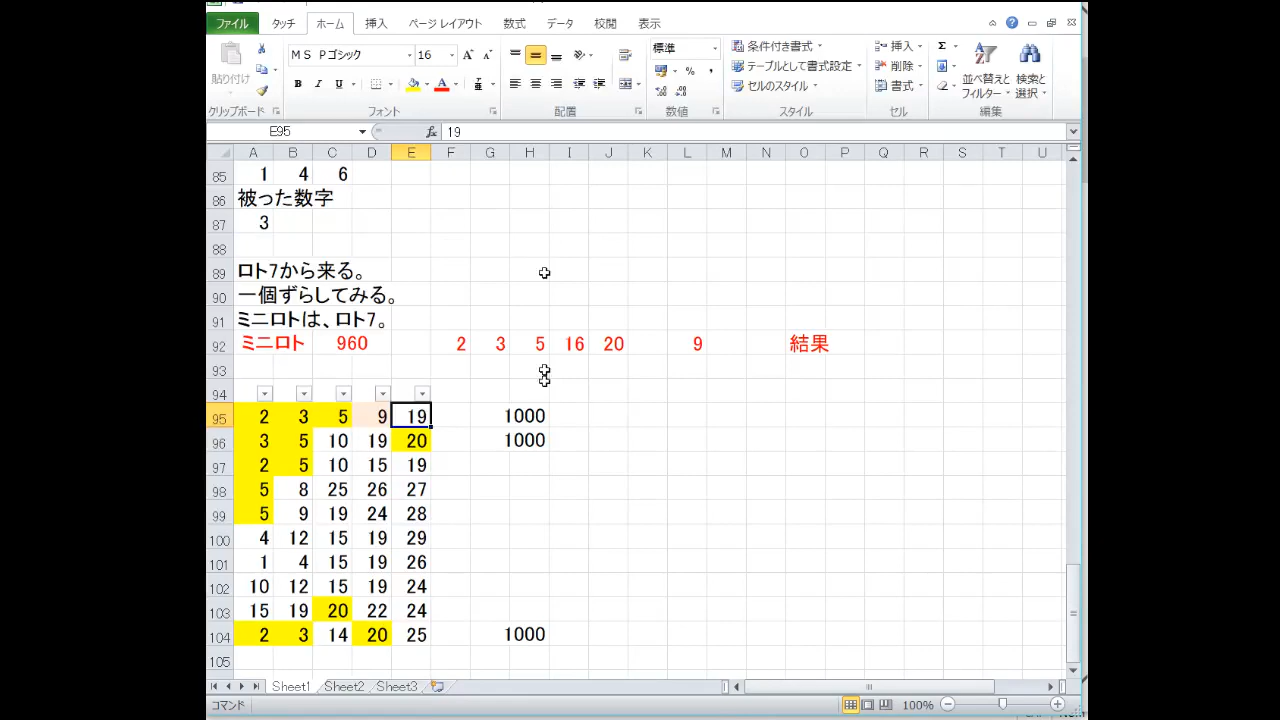 ファイル タッチ ホーム 挿入 ページ レイアウト 数式 データ 校閲 表示
ＭＳ Ｐゴシック 16 A A 標準 条件付き書式 挿入 Σ
貼り付け テーブルとして書式設定 削除 並べ替えと 検索と
B I U A % , セルのスタイル 書式 フィルター 選択
クリップボード フォント 配置 数値 スタイル セル 編集
E95 fx 19
A B C D E F G H I J K L M N O P Q R S T U
85 1 4 6
86 被った数字
87 3
88
89 ロト7から来る。
90 一個ずらしてみる。
91 ミニロトは、ロト7。
92 ミニロト 960 2 3 5 16 20 9 結果
93
94
95 2 3 5 9 19 1000
96 3 5 10 19 20 1000
97 2 5 10 15 19
98 5 8 25 26 27
99 5 9 19 24 28
100 4 12 15 19 29
101 1 4 15 19 26
102 10 12 15 19 24
103 15 19 20 22 24
104 2 3 14 20 25 1000
105
Sheet1 Sheet2 Sheet3
コマンド 100%